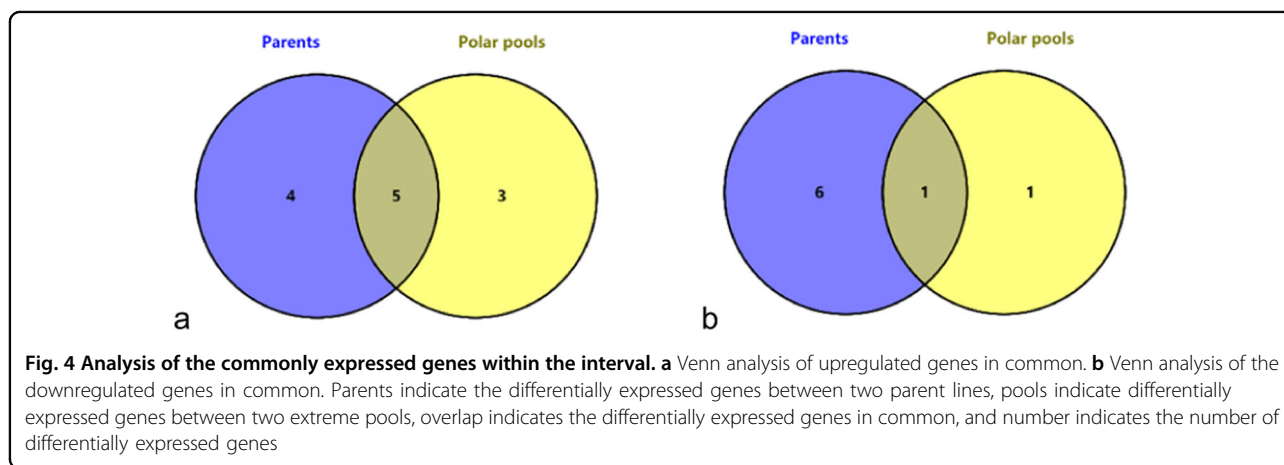 Parents Polar pools Parents Polar pools
4 5 3 6 1 1
a b
Fig. 4 Analysis of the commonly expressed genes within the interval. a Venn analysis of upregulated genes in common. b Venn analysis of the
downregulated genes in common. Parents indicate the differentially expressed genes between two parent lines, pools indicate differentially
expressed genes between two extreme pools, overlap indicates the differentially expressed genes in common, and number indicates the number of
differentially expressed genes